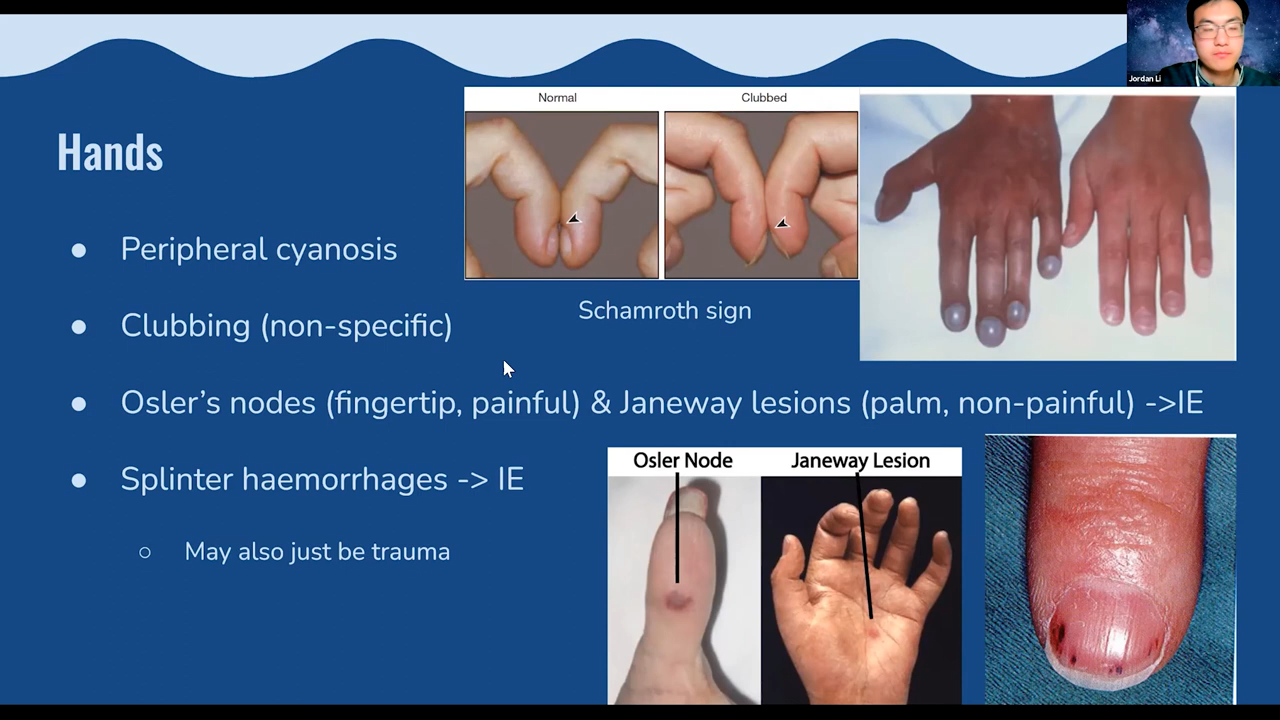 Jordan Li
Normal
Clubbed
Hands
Peripheral cyanosis
Schamroth sign
Clubbing (non-specific)
Osler’s nodes (fingertip, painful) & Janeway lesions (palm, non-painful) ->IE
Osler Node
Janeway Lesion
Splinter haemorrhages -> IE
May also just be trauma